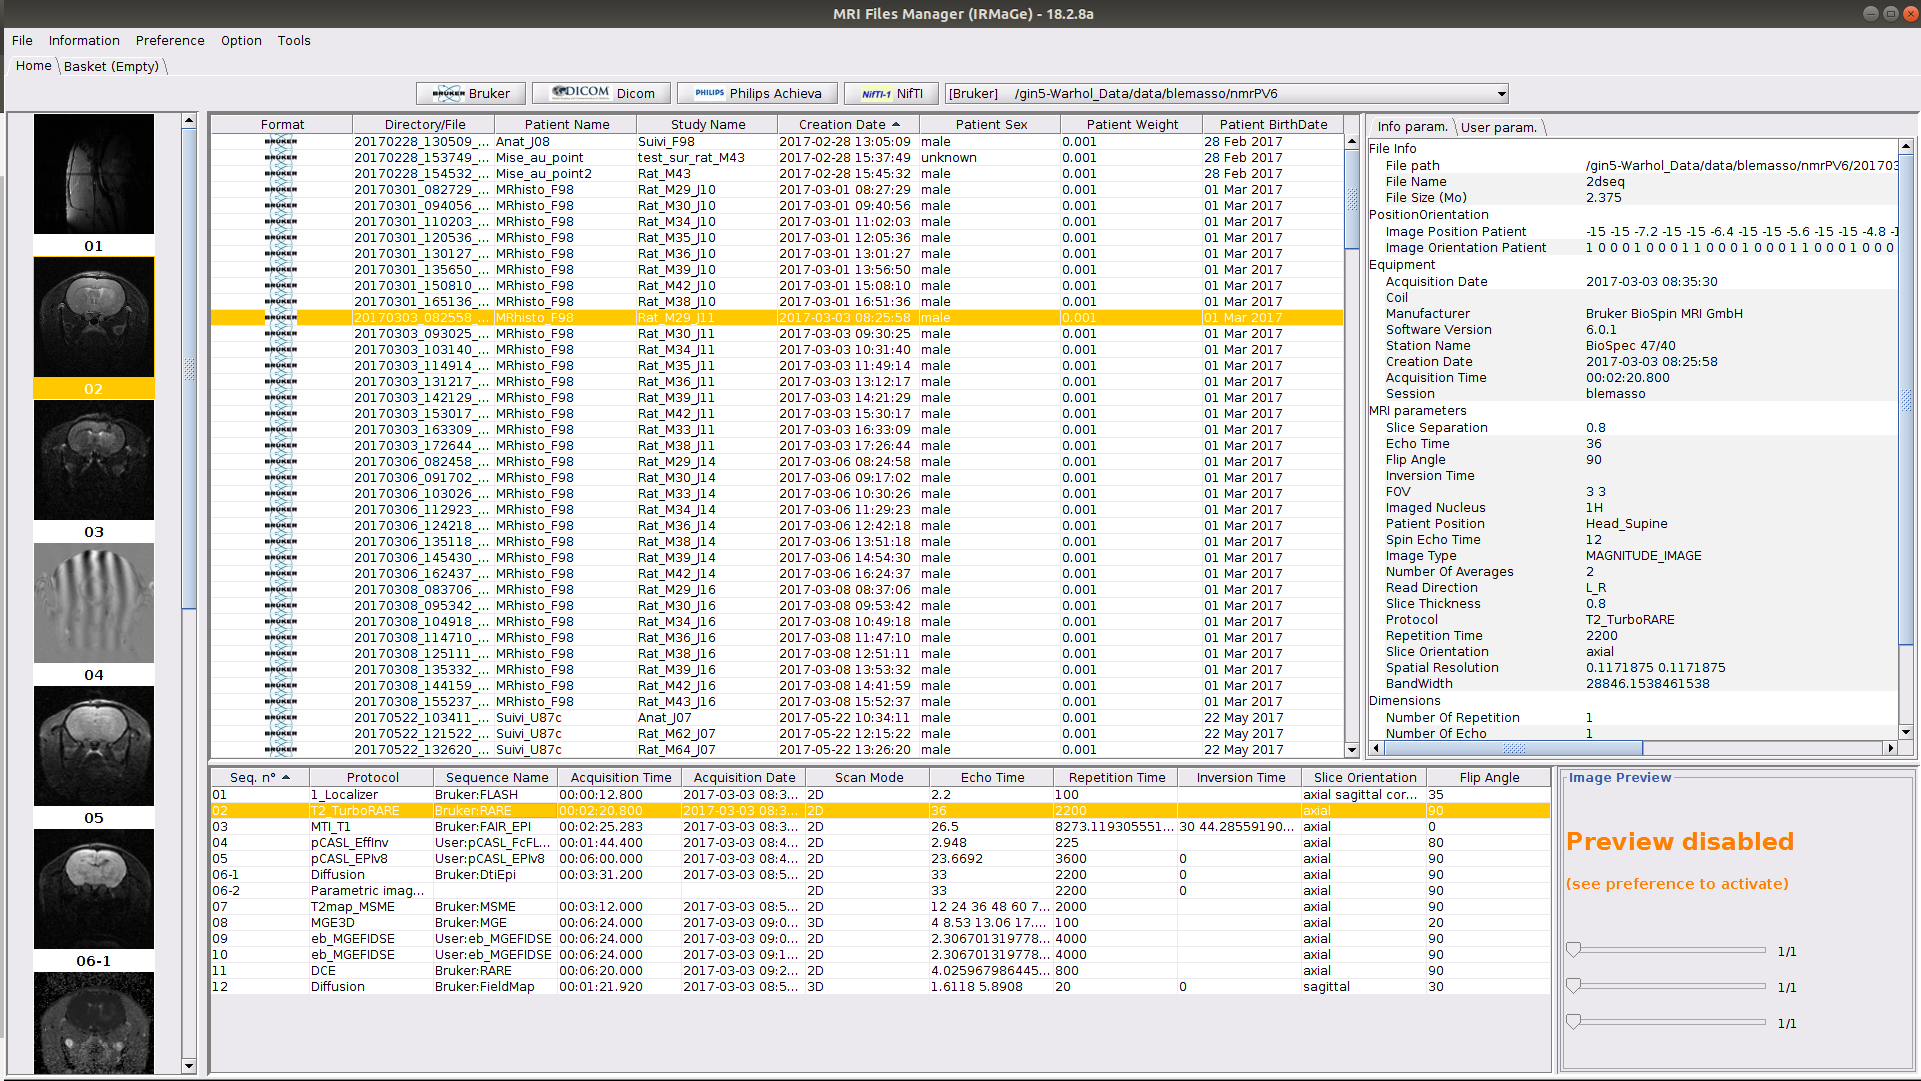 MRI Files Manager (IRMaGe) - 18.2.8a
File Information Preference Option Tools
Home Basket (Empty)
BRUKER Bruker DICOM Dicom PHILIPS Philips Achieva NIfTI-1 NIfTI [Bruker] /gin5-Warhol_Data/data/blemasso/nmrPV6
01
02
03
04
05
06-1
Format Directory/File Patient Name Study Name Creation Date Patient Sex Patient Weight Patient BirthDate
BRUKER 20170228_130509_... Anat_J08 Suivi_F98 2017-02-28 13:05:09 male 0.001 28 Feb 2017
BRUKER 20170228_153749_... Mise_au_point test_sur_rat_M43 2017-02-28 15:37:49 unknown 0.001 28 Feb 2017
BRUKER 20170228_154532_... Mise_au_point2 Rat_M43 2017-02-28 15:45:32 male 0.001 28 Feb 2017
BRUKER 20170301_082729_... MRhisto_F98 Rat_M29_J10 2017-03-01 08:27:29 male 0.001 01 Mar 2017
BRUKER 20170301_094056_... MRhisto_F98 Rat_M30_J10 2017-03-01 09:40:56 male 0.001 01 Mar 2017
BRUKER 20170301_110203_... MRhisto_F98 Rat_M34_J10 2017-03-01 11:02:03 male 0.001 01 Mar 2017
BRUKER 20170301_120536_... MRhisto_F98 Rat_M35_J10 2017-03-01 12:05:36 male 0.001 01 Mar 2017
BRUKER 20170301_130127_... MRhisto_F98 Rat_M36_J10 2017-03-01 13:01:27 male 0.001 01 Mar 2017
BRUKER 20170301_135650_... MRhisto_F98 Rat_M39_J10 2017-03-01 13:56:50 male 0.001 01 Mar 2017
BRUKER 20170301_150810_... MRhisto_F98 Rat_M42_J10 2017-03-01 15:08:10 male 0.001 01 Mar 2017
BRUKER 20170301_165136_... MRhisto_F98 Rat_M38_J10 2017-03-01 16:51:36 male 0.001 01 Mar 2017
BRUKER 20170303_082558_... MRhisto_F98 Rat_M29_J11 2017-03-03 08:25:58 male 0.001 01 Mar 2017
BRUKER 20170303_093025_... MRhisto_F98 Rat_M30_J11 2017-03-03 09:30:25 male 0.001 01 Mar 2017
BRUKER 20170303_103140_... MRhisto_F98 Rat_M34_J11 2017-03-03 10:31:40 male 0.001 01 Mar 2017
BRUKER 20170303_114914_... MRhisto_F98 Rat_M35_J11 2017-03-03 11:49:14 male 0.001 01 Mar 2017
BRUKER 20170303_131217_... MRhisto_F98 Rat_M36_J11 2017-03-03 13:12:17 male 0.001 01 Mar 2017
BRUKER 20170303_142129_... MRhisto_F98 Rat_M39_J11 2017-03-03 14:21:29 male 0.001 01 Mar 2017
BRUKER 20170303_153017_... MRhisto_F98 Rat_M42_J11 2017-03-03 15:30:17 male 0.001 01 Mar 2017
BRUKER 20170303_163309_... MRhisto_F98 Rat_M33_J11 2017-03-03 16:33:09 male 0.001 01 Mar 2017
BRUKER 20170303_172644_... MRhisto_F98 Rat_M38_J11 2017-03-03 17:26:44 male 0.001 01 Mar 2017
BRUKER 20170306_082458_... MRhisto_F98 Rat_M29_J14 2017-03-06 08:24:58 male 0.001 01 Mar 2017
BRUKER 20170306_091702_... MRhisto_F98 Rat_M30_J14 2017-03-06 09:17:02 male 0.001 01 Mar 2017
BRUKER 20170306_103026_... MRhisto_F98 Rat_M33_J14 2017-03-06 10:30:26 male 0.001 01 Mar 2017
BRUKER 20170306_112923_... MRhisto_F98 Rat_M34_J14 2017-03-06 11:29:23 male 0.001 01 Mar 2017
BRUKER 20170306_124218_... MRhisto_F98 Rat_M36_J14 2017-03-06 12:42:18 male 0.001 01 Mar 2017
BRUKER 20170306_135118_... MRhisto_F98 Rat_M38_J14 2017-03-06 13:51:18 male 0.001 01 Mar 2017
BRUKER 20170306_145430_... MRhisto_F98 Rat_M39_J14 2017-03-06 14:54:30 male 0.001 01 Mar 2017
BRUKER 20170306_162437_... MRhisto_F98 Rat_M42_J14 2017-03-06 16:24:37 male 0.001 01 Mar 2017
BRUKER 20170308_083706_... MRhisto_F98 Rat_M29_J16 2017-03-08 08:37:06 male 0.001 01 Mar 2017
BRUKER 20170308_095342_... MRhisto_F98 Rat_M30_J16 2017-03-08 09:53:42 male 0.001 01 Mar 2017
BRUKER 20170308_104918_... MRhisto_F98 Rat_M34_J16 2017-03-08 10:49:18 male 0.001 01 Mar 2017
BRUKER 20170308_114710_... MRhisto_F98 Rat_M36_J16 2017-03-08 11:47:10 male 0.001 01 Mar 2017
BRUKER 20170308_125111_... MRhisto_F98 Rat_M38_J16 2017-03-08 12:51:11 male 0.001 01 Mar 2017
BRUKER 20170308_135332_... MRhisto_F98 Rat_M39_J16 2017-03-08 13:53:32 male 0.001 01 Mar 2017
BRUKER 20170308_144159_... MRhisto_F98 Rat_M42_J16 2017-03-08 14:41:59 male 0.001 01 Mar 2017
BRUKER 20170308_155237_... MRhisto_F98 Rat_M43_J16 2017-03-08 15:52:37 male 0.001 01 Mar 2017
BRUKER 20170522_103411_... Suivi_U87c Anat_J07 2017-05-22 10:34:11 male 0.001 22 May 2017
BRUKER 20170522_121522_... Suivi_U87c Rat_M62_J07 2017-05-22 12:15:22 male 0.001 22 May 2017
BRUKER 20170522_132620_... Suivi_U87c Rat_M64_J07 2017-05-22 13:26:20 male 0.001 22 May 2017
Info param. User param.
File Info
File path /gin5-Warhol_Data/data/blemasso/nmrPV6/201703
File Name 2dseq
File Size (Mo) 2.375
PositionOrientation
Image Position Patient -15 -15 -7.2 -15 -15 -6.4 -15 -15 -5.6 -15 -15 -4.8 -1
Image Orientation Patient 1 0 0 0 1 0 0 0 1 1 0 0 0 1 0 0 0 1 1 0 0 0 1 0 0 0
Equipment
Acquisition Date 2017-03-03 08:35:30
Coil
Manufacturer Bruker BioSpin MRI GmbH
Software Version 6.0.1
Station Name BioSpec 47/40
Creation Date 2017-03-03 08:25:58
Acquisition Time 00:02:20.800
Session blemasso
MRI parameters
Slice Separation 0.8
Echo Time 36
Flip Angle 90
Inversion Time
FOV 3 3
Imaged Nucleus 1H
Patient Position Head_Supine
Spin Echo Time 12
Image Type MAGNITUDE_IMAGE
Number Of Averages 2
Read Direction L_R
Slice Thickness 0.8
Protocol T2_TurboRARE
Repetition Time 2200
Slice Orientation axial
Spatial Resolution 0.1171875 0.1171875
BandWidth 28846.1538461538
Dimensions
Number Of Repetition 1
Number Of Echo 1
Seq. n° Protocol Sequence Name Acquisition Time Acquisition Date Scan Mode Echo Time Repetition Time Inversion Time Slice Orientation Flip Angle
01 1_Localizer Bruker:FLASH 00:00:12.800 2017-03-03 08:3... 2D 2.2 100 axial sagittal cor... 35
02 T2_TurboRARE Bruker:RARE 00:02:20.800 2017-03-03 08:3... 2D 36 2200 axial 90
03 MTI_T1 Bruker:FAIR_EPI 00:02:25.283 2017-03-03 08:3... 2D 26.5 8273.119305551... 30 44.28559190... axial 0
04 pCASL_EffInv User:pCASL_FcFL... 00:01:44.400 2017-03-03 08:4... 2D 2.948 225 axial 80
05 pCASL_EPIv8 User:pCASL_EPIv8 00:06:00.000 2017-03-03 08:4... 2D 23.6692 3600 0 axial 90
06-1 Diffusion Bruker:DtiEpi 00:03:31.200 2017-03-03 08:5... 2D 33 2200 0 axial 90
06-2 Parametric imag... 2D 33 2200 0 axial 90
07 T2map_MSME Bruker:MSME 00:03:12.000 2017-03-03 08:5... 2D 12 24 36 48 60 7... 2000 axial 90
08 MGE3D Bruker:MGE 00:06:24.000 2017-03-03 09:0... 3D 4 8.53 13.06 17.... 100 axial 20
09 eb_MGEFIDSE User:eb_MGEFIDSE 00:06:24.000 2017-03-03 09:0... 2D 2.306701319778... 4000 axial 90
10 eb_MGEFIDSE User:eb_MGEFIDSE 00:06:24.000 2017-03-03 09:1... 2D 2.306701319778... 4000 axial 90
11 DCE Bruker:RARE 00:06:20.000 2017-03-03 09:2... 2D 4.025967986445... 800 axial 90
12 Diffusion Bruker:FieldMap 00:01:21.920 2017-03-03 08:5... 3D 1.6118 5.8908 20 0 sagittal 30
Image Preview
Preview disabled
(see preference to activate)
1/1
1/1
1/1